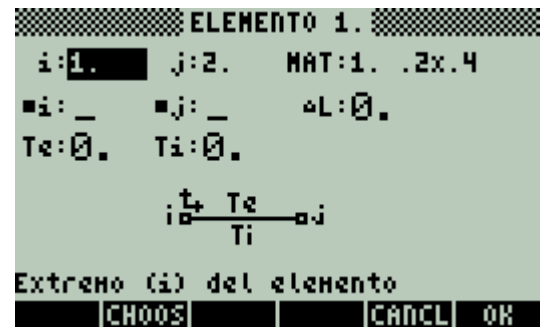 ELEMENTO 1.
i:1. j:2. MAT:1. .2x.4
■i:_ ■j:_ △L:0.
Te:0. Ti:0.
i t Te j
Ti
Extremo (i) del elemento
CHOOS CANCL OK